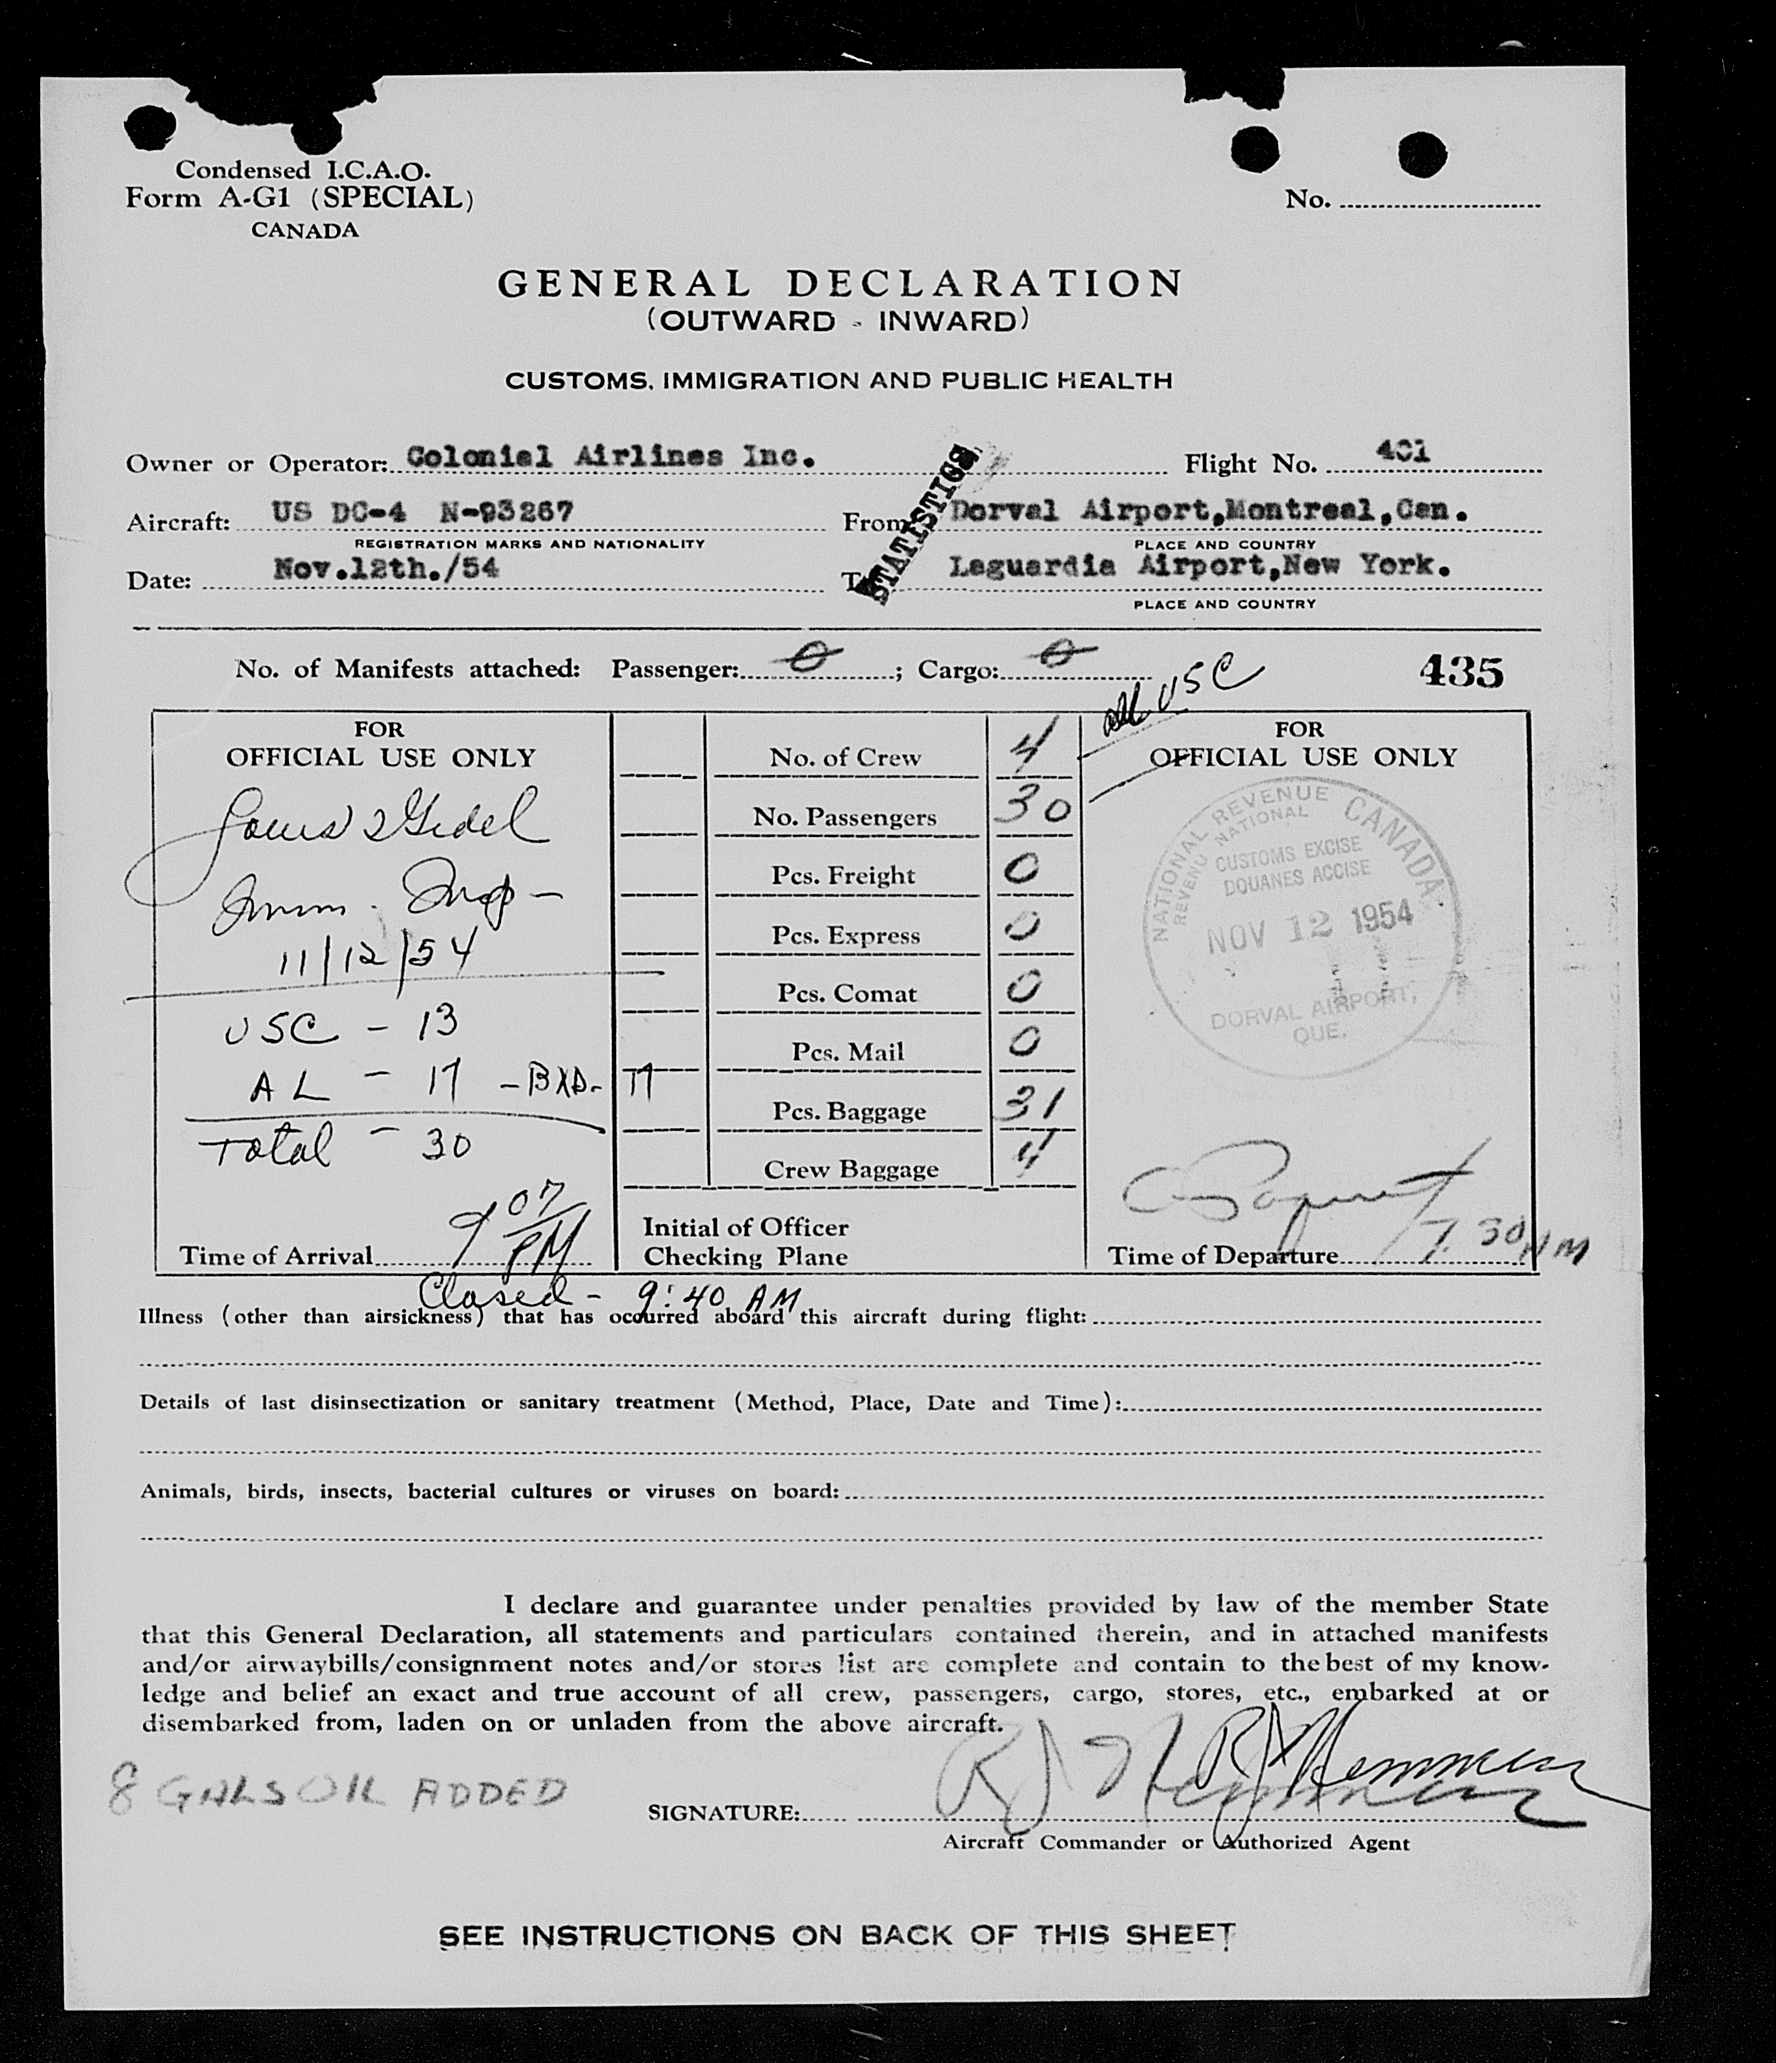 Condensed I.C.A.O.
Form A-G1 (SPECIAL)
CANADA
No.
GENERAL DECLARATION
(OUTWARD - INWARD)
CUSTOMS, IMMIGRATION AND PUBLIC HEALTH
Owner or Operator: Colonial Airlines Inc. Flight No. 401
Aircraft: US DC-4 N-93267 From Dorval Airport,Montreal,Can.
REGISTRATION MARKS AND NATIONALITY PLACE AND COUNTRY
Date: Nov.12th./54 To Laguardia Airport,New York.
PLACE AND COUNTRY
STATISTICS
No. of Manifests attached: Passenger: 0 ; Cargo: 0 435
all USC
FOR
OFFICIAL USE ONLY
Imm. Insp -
11/12/54
USC - 13
AL - 17 - BXD- 17
Total - 30
Time of Arrival 9 07 PM
No. of Crew 4
No. Passengers 30
Pcs. Freight 0
Pcs. Express 0
Pcs. Comat 0
Pcs. Mail 0
Pcs. Baggage 31
Crew Baggage 4
Initial of Officer
Checking Plane
FOR
OFFICIAL USE ONLY
NATIONAL REVENUE CANADA
REVENU NATIONAL
CUSTOMS EXCISE
DOUANES ACCISE
NOV 12 1954
DORVAL AIRPORT,
QUE.
Time of Departure 7.30
Closed - 9:40 AM
Illness (other than airsickness) that has occurred aboard this aircraft during flight:
Details of last disinsectization or sanitary treatment (Method, Place, Date and Time):
Animals, birds, insects, bacterial cultures or viruses on board:
I declare and guarantee under penalties provided by law of the member State
that this General Declaration, all statements and particulars contained therein, and in attached manifests
and/or airwaybills/consignment notes and/or stores list are complete and contain to the best of my know-
ledge and belief an exact and true account of all crew, passengers, cargo, stores, etc., embarked at or
disembarked from, laden on or unladen from the above aircraft.
8 GALS OIL ADDED
SIGNATURE:
Aircraft Commander or Authorized Agent
SEE INSTRUCTIONS ON BACK OF THIS SHEET